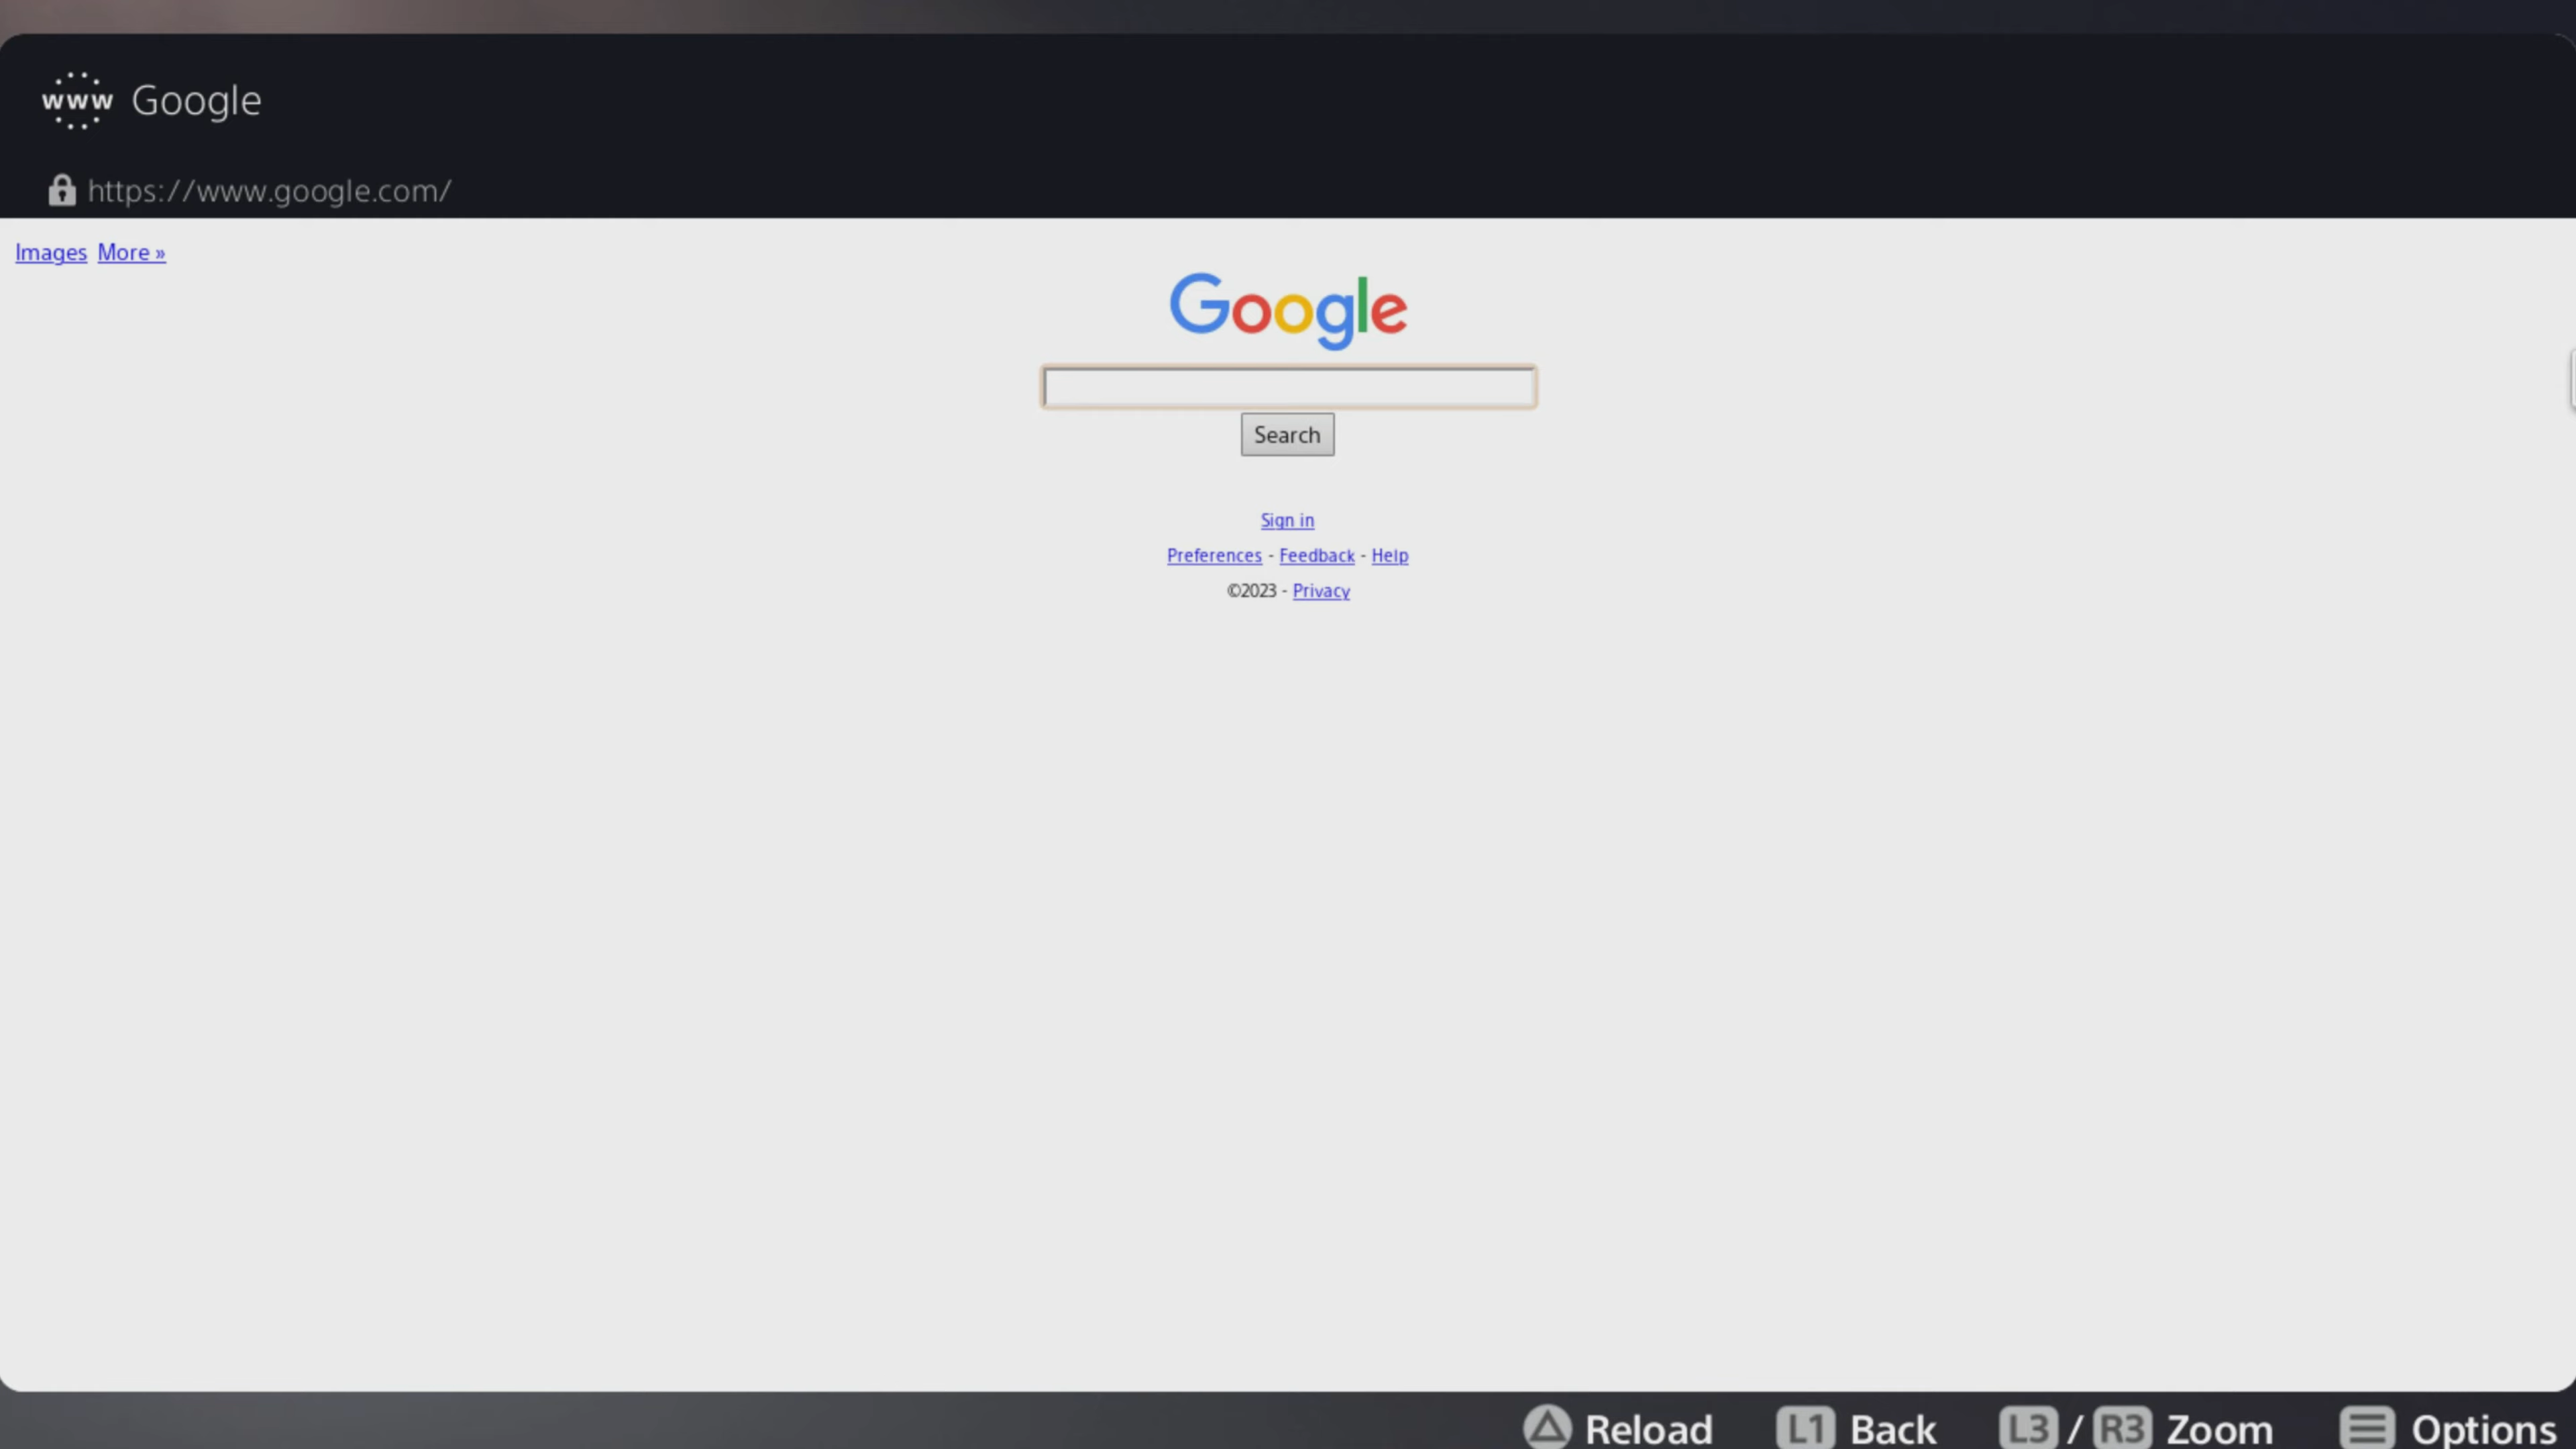 www Google
https://www.google.com/
Images More »
Google
Search
Sign in
Preferences - Feedback - Help
©2023 - Privacy
Reload L1 Back L3 / R3 Zoom Options